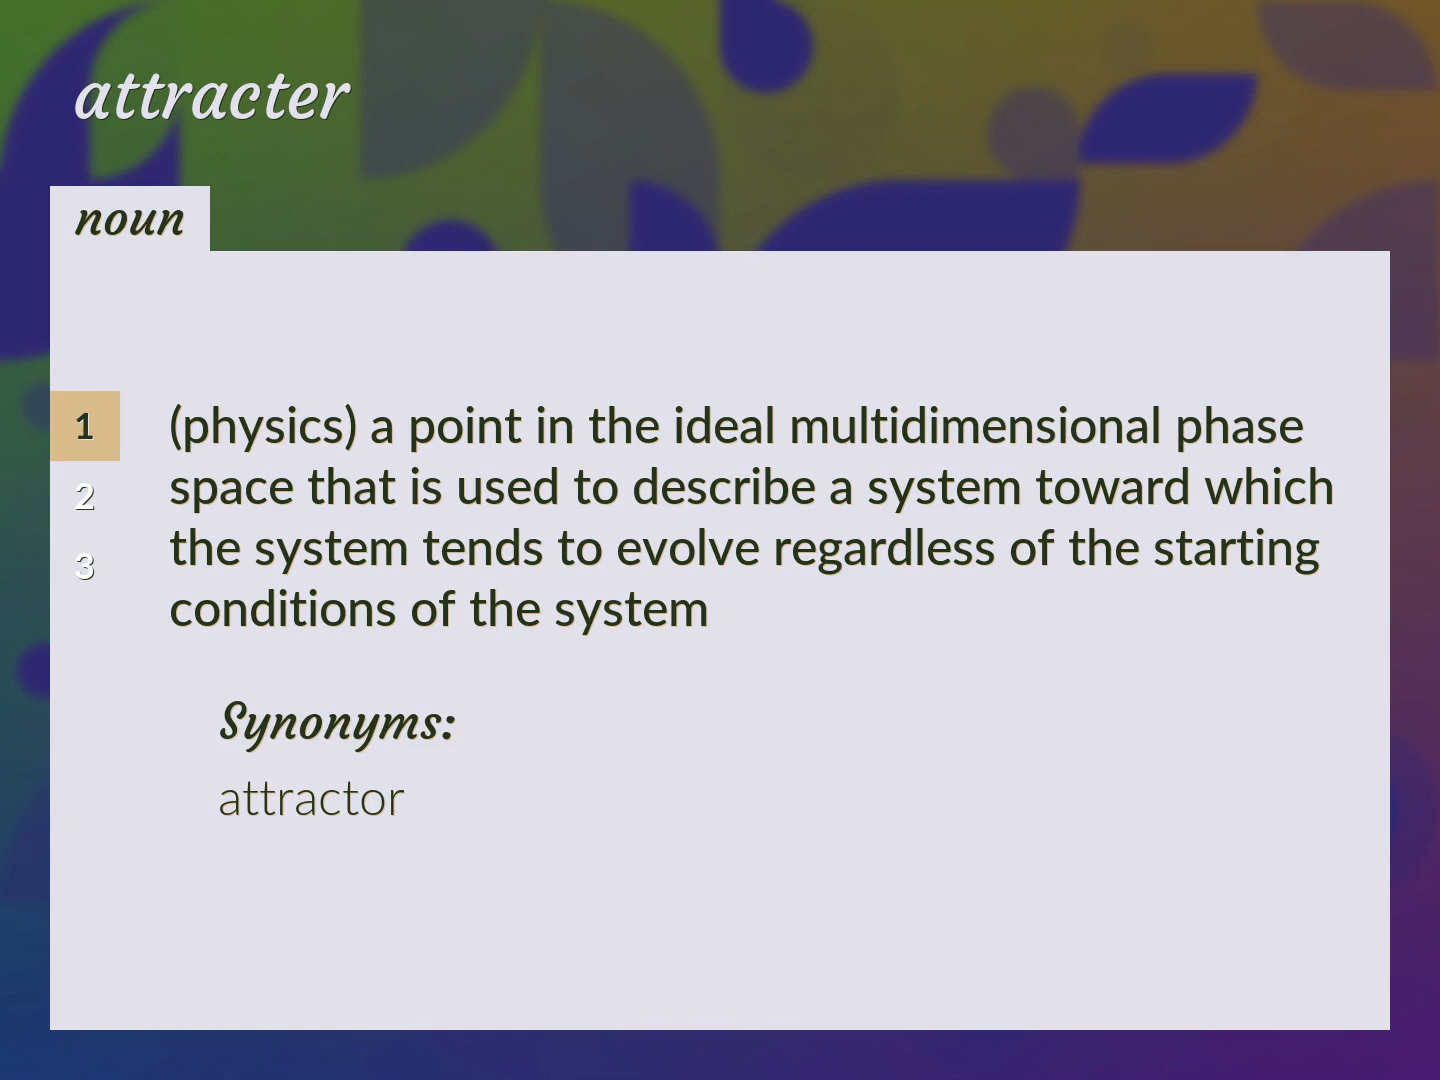 attracter
noun
1
2
3
(physics) a point in the ideal multidimensional phase
space that is used to describe a system toward which
the system tends to evolve regardless of the starting
conditions of the system
Synonyms:
attractor